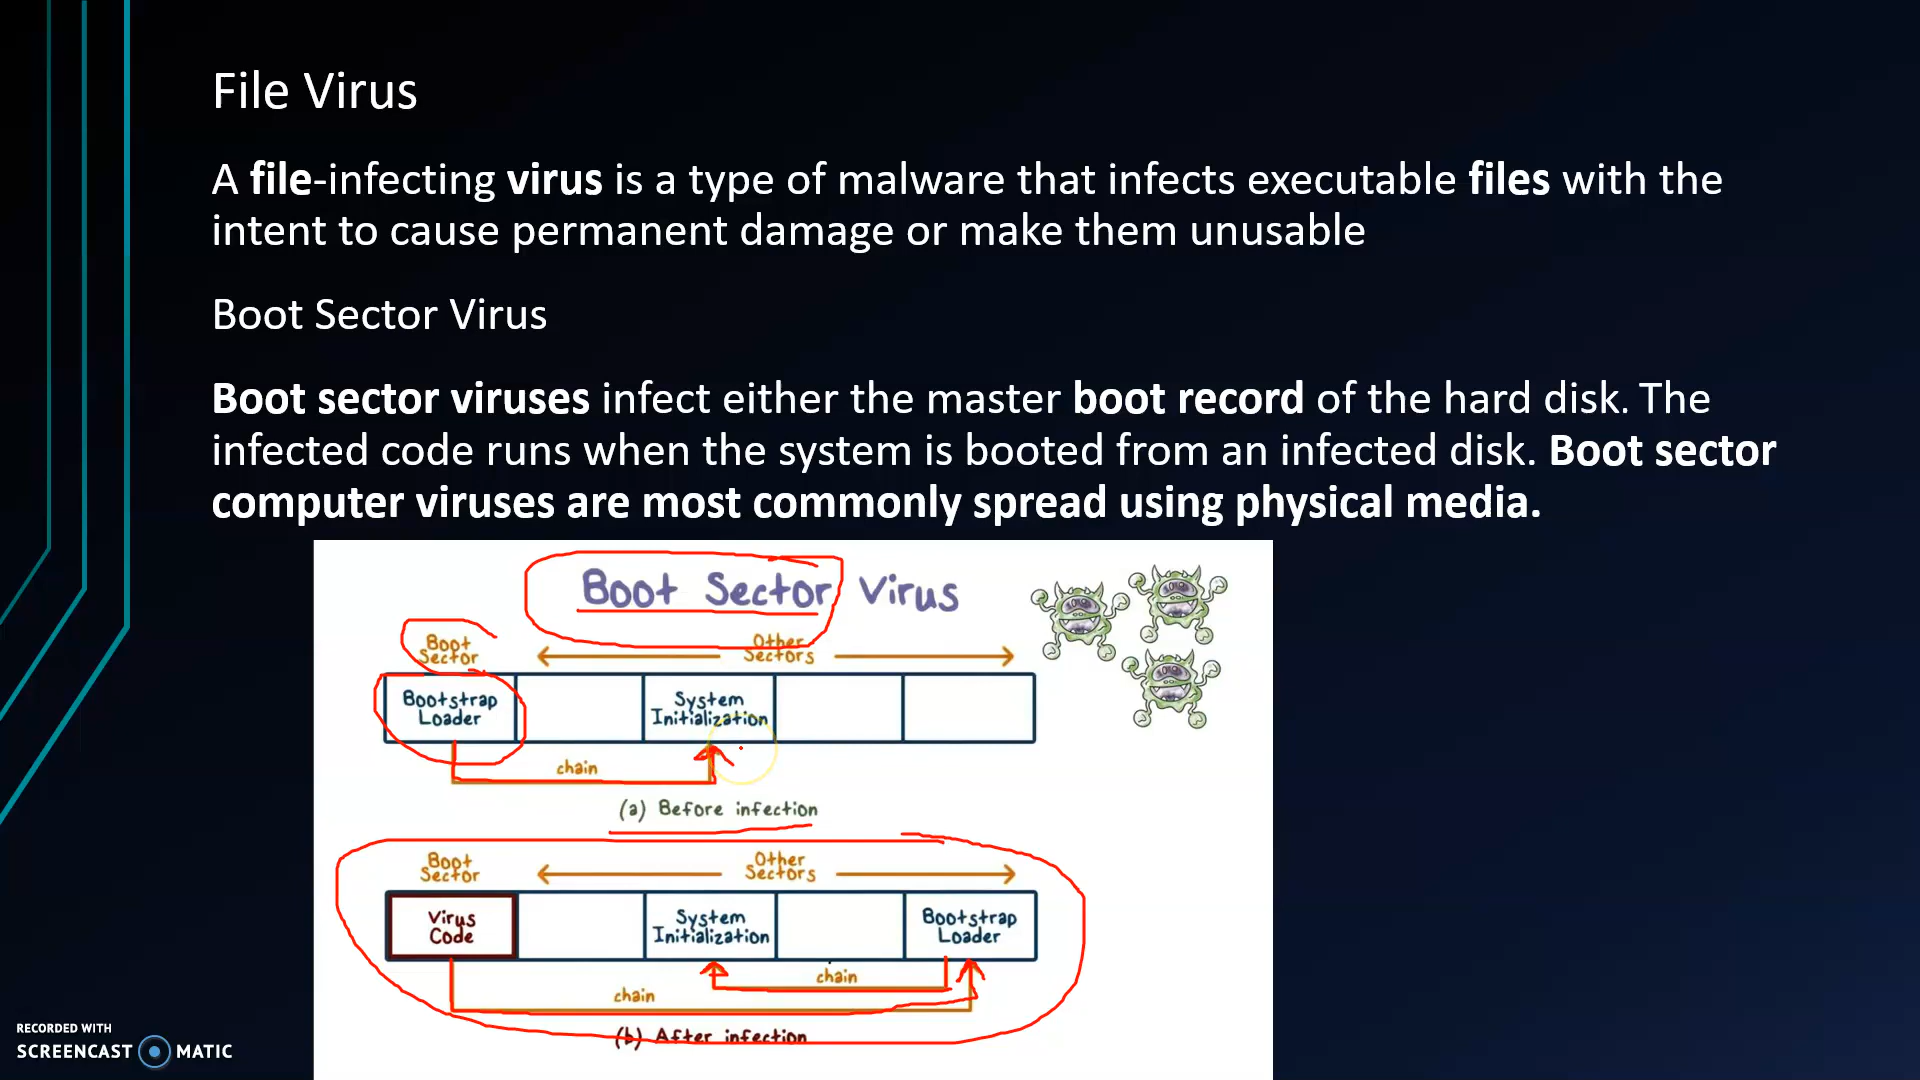 File Virus
A file-infecting virus is a type of malware that infects executable files with the
intent to cause permanent damage or make them unusable
Boot Sector Virus
Boot sector viruses infect either the master boot record of the hard disk. The
infected code runs when the system is booted from an infected disk. Boot sector
computer viruses are most commonly spread using physical media.
Boot Sector Virus
Boot
Sector
Other
Sectors
Bootstrap
Loader
System
Initialization
chain
(a) Before infection
Boot
Sector
Other
Sectors
Virus
Code
System
Initialization
Bootstrap
Loader
chain
chain
(b) After infection
RECORDED WITH
SCREENCAST MATIC